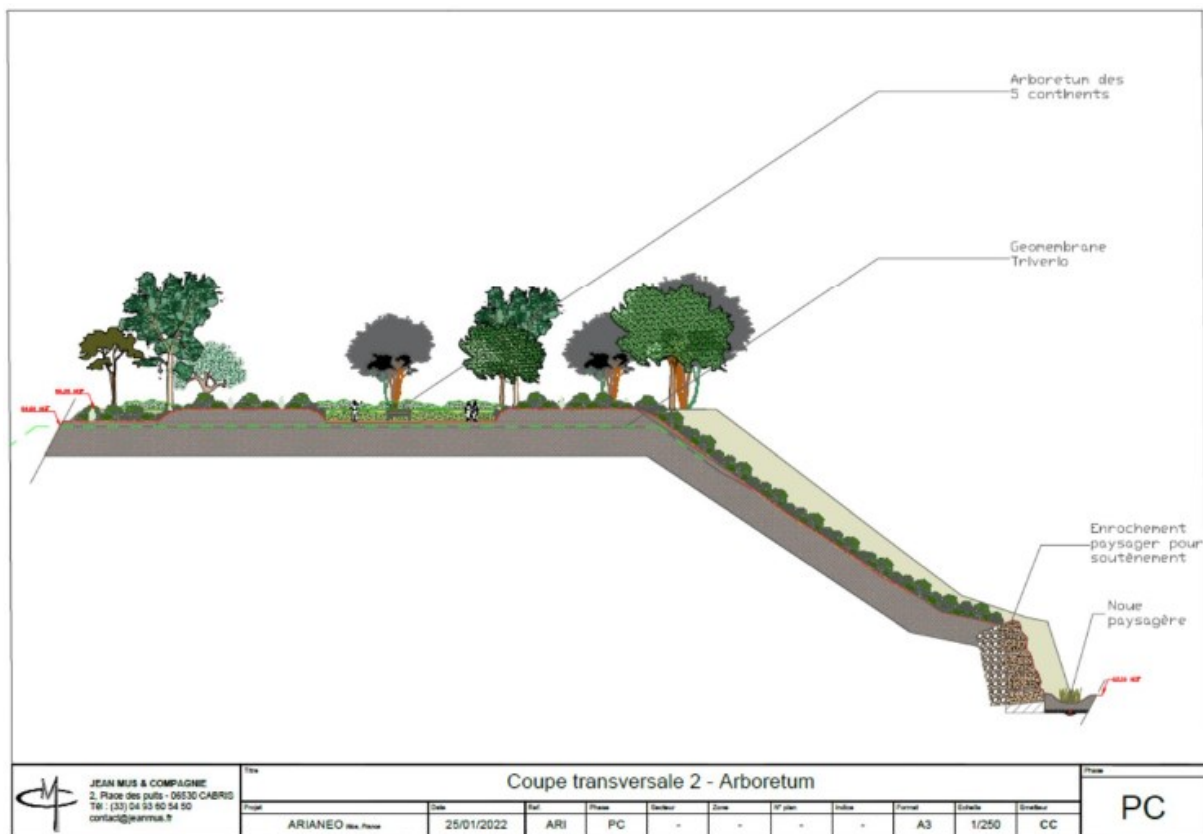 Arboretum des
5 continents
Geomembrane
Triverio
Enrochement
paysager pour
soutènement
Noue
paysagère
JEAN MUS & COMPAGNIE
2, Place des puits - 06530 CABRIS
Tél : (33) 04 93 60 54 50
contact@jeanmus.fr
Titre
Coupe transversale 2 - Arboretum
Phase
PC
Projet Date Ref. Phase Secteur Zone N° plan Indice Format Echelle Emetteur
ARIANEO Nice, France 25/01/2022 ARI PC - - - - A3 1/250 CC